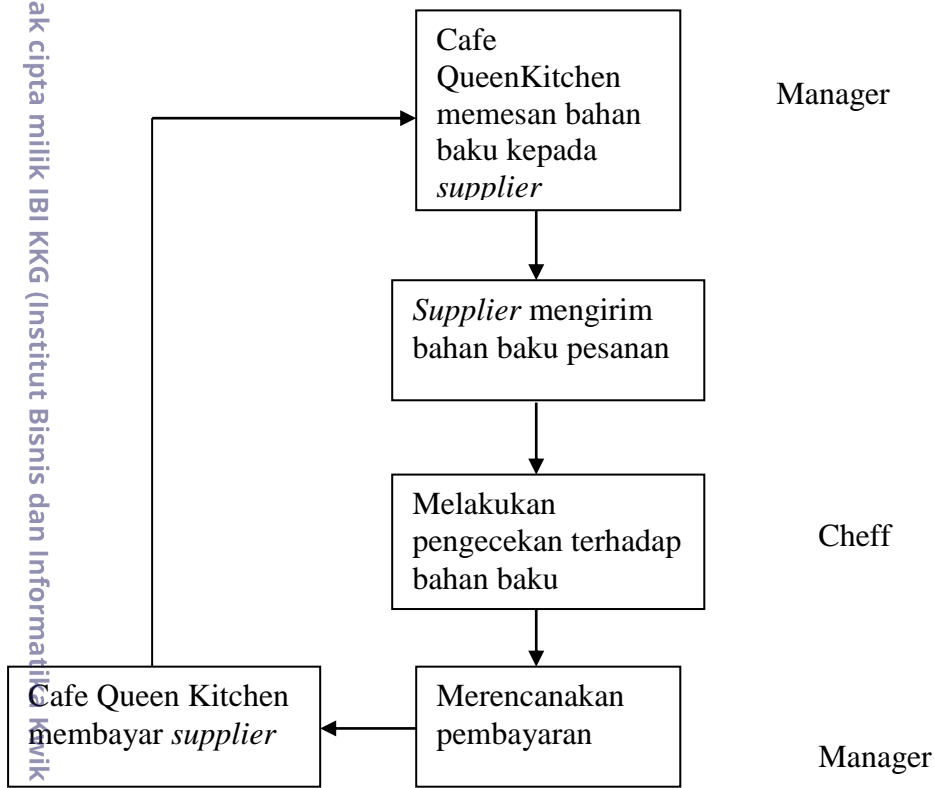 Cafe
QueenKitchen
memesan bahan
baku kepada
supplier
Manager
Supplier mengirim
bahan baku pesanan
Melakukan
pengecekan terhadap
bahan baku
Cheff
Merencanakan
pembayaran
Manager
Cafe Queen Kitchen
membayar supplier
ak cipta milik IBI KKG (Institut Bisnis dan Informatika Kwik